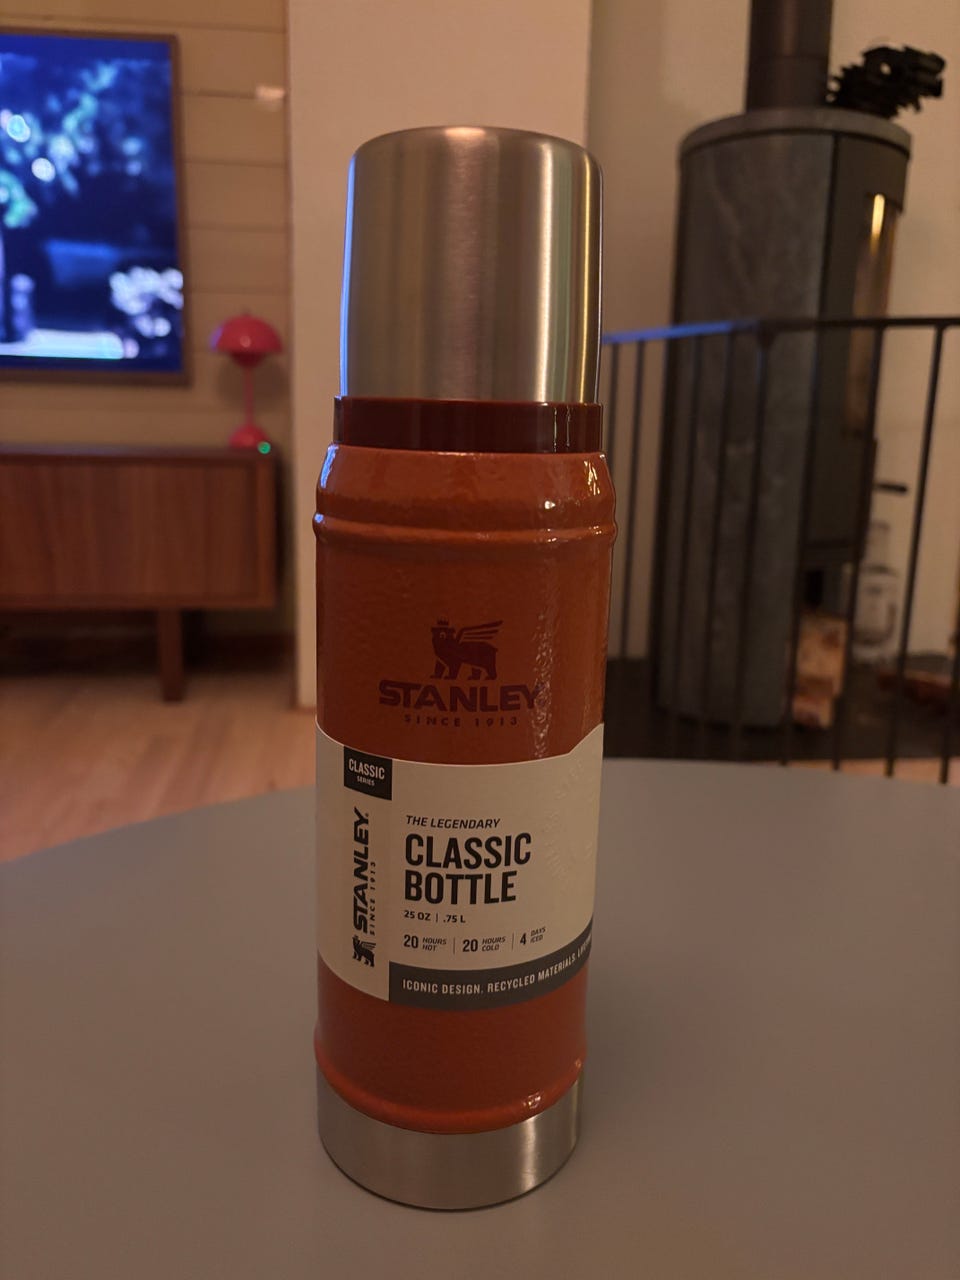 STANLEY
SINCE 1913
CLASSIC
SERIES
STANLEY
SINCE 1913
THE LEGENDARY
CLASSIC
BOTTLE
25 OZ | .75 L
20 HOURS HOT | 20 HOURS COLD | 4 DAYS ICED
ICONIC DESIGN. RECYCLED MATERIALS.